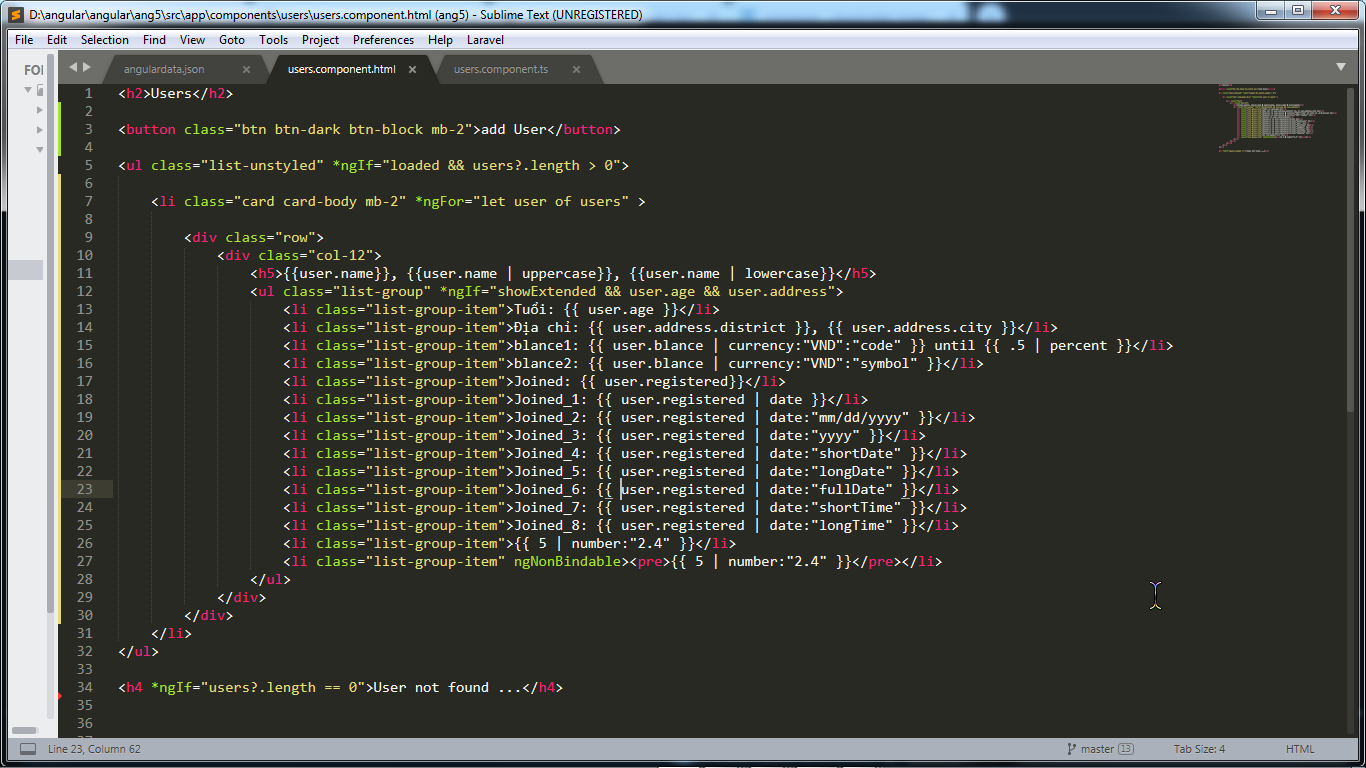 D:\angular\angular\ang5\src\app\components\users\users.component.html (ang5) - Sublime Text (UNREGISTERED)
File Edit Selection Find View Goto Tools Project Preferences Help Laravel
FOI
angulardata.json × users.component.html × users.component.ts ×
1 <h2>Users</h2>
2
3 <button class="btn btn-dark btn-block mb-2">add User</button>
4
5 <ul class="list-unstyled" *ngIf="loaded && users?.length > 0">
6
7 <li class="card card-body mb-2" *ngFor="let user of users" >
8
9 <div class="row">
10 <div class="col-12">
11 <h5>{{user.name}}, {{user.name | uppercase}}, {{user.name | lowercase}}</h5>
12 <ul class="list-group" *ngIf="showExtended && user.age && user.address">
13 <li class="list-group-item">Tuổi: {{ user.age }}</li>
14 <li class="list-group-item">Địa chỉ: {{ user.address.district }}, {{ user.address.city }}</li>
15 <li class="list-group-item">blance1: {{ user.blance | currency:"VND":"code" }} until {{ .5 | percent }}</li>
16 <li class="list-group-item">blance2: {{ user.blance | currency:"VND":"symbol" }}</li>
17 <li class="list-group-item">Joined: {{ user.registered}}</li>
18 <li class="list-group-item">Joined_1: {{ user.registered | date }}</li>
19 <li class="list-group-item">Joined_2: {{ user.registered | date:"mm/dd/yyyy" }}</li>
20 <li class="list-group-item">Joined_3: {{ user.registered | date:"yyyy" }}</li>
21 <li class="list-group-item">Joined_4: {{ user.registered | date:"shortDate" }}</li>
22 <li class="list-group-item">Joined_5: {{ user.registered | date:"longDate" }}</li>
23 <li class="list-group-item">Joined_6: {{ user.registered | date:"fullDate" }}</li>
24 <li class="list-group-item">Joined_7: {{ user.registered | date:"shortTime" }}</li>
25 <li class="list-group-item">Joined_8: {{ user.registered | date:"longTime" }}</li>
26 <li class="list-group-item">{{ 5 | number:"2.4" }}</li>
27 <li class="list-group-item" ngNonBindable><pre>{{ 5 | number:"2.4" }}</pre></li>
28 </ul>
29 </div>
30 </div>
31 </li>
32 </ul>
33
34 <h4 *ngIf="users?.length == 0">User not found ...</h4>
35
36
Line 23, Column 62 master 13 Tab Size: 4 HTML